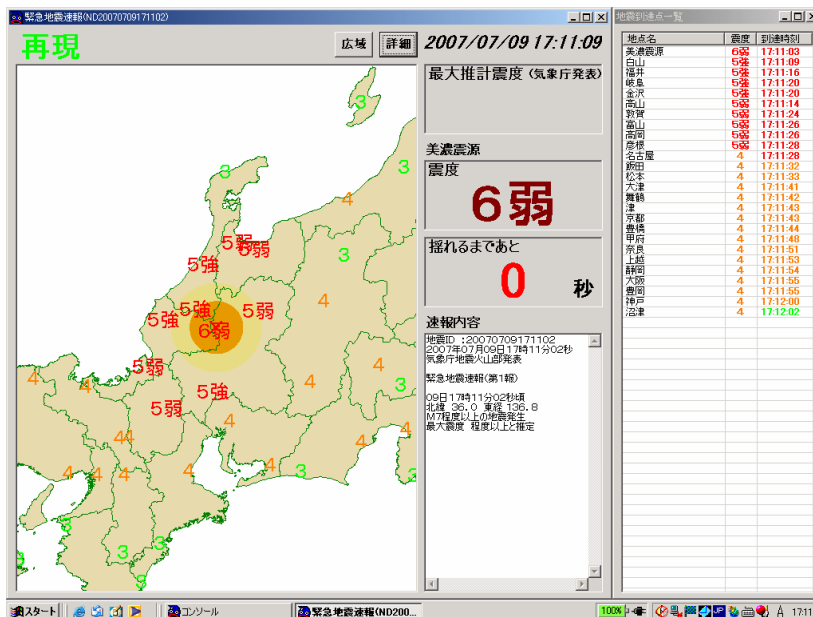 緊急地震速報(ND20070709171102)
再現
広域
詳細
2007/07/09 17:11:09
最大推計震度 (気象庁発表)
美濃震源
震度
6弱
揺れるまであと
0 秒
速報内容
地震ID :20070709171102
2007年07月09日17時11分02秒
気象庁地震火山部発表
緊急地震速報(第1報)
09日17時11分02秒頃
北緯 36.0 東経 136.8
M7程度以上の地震発生
最大震度 程度以上と推定
3
3
3
4
5弱
5弱
3
5強
4
5強
5弱
5強
6弱
5弱
4
4
4
3
5強
5弱
4
4
4
4
4
4
4
4
4
4
3
3
3
3
3
3
地震到達点一覧
地点名 震度 到達時刻
美濃震源 6弱 17:11:03
白山 5強 17:11:09
福井 5強 17:11:16
岐阜 5強 17:11:20
金沢 5強 17:11:20
高山 5弱 17:11:14
敦賀 5弱 17:11:24
富山 5弱 17:11:26
高岡 5弱 17:11:26
彦根 5弱 17:11:28
名古屋 4 17:11:28
飯田 4 17:11:32
松本 4 17:11:33
大津 4 17:11:41
舞鶴 4 17:11:42
津 4 17:11:43
京都 4 17:11:43
豊橋 4 17:11:44
甲府 4 17:11:48
奈良 4 17:11:51
上越 4 17:11:53
静岡 4 17:11:54
大阪 4 17:11:55
豊岡 4 17:11:55
神戸 4 17:12:00
沼津 4 17:12:02
スタート
コンソール
緊急地震速報(ND200...
100%
JP
A
17:11